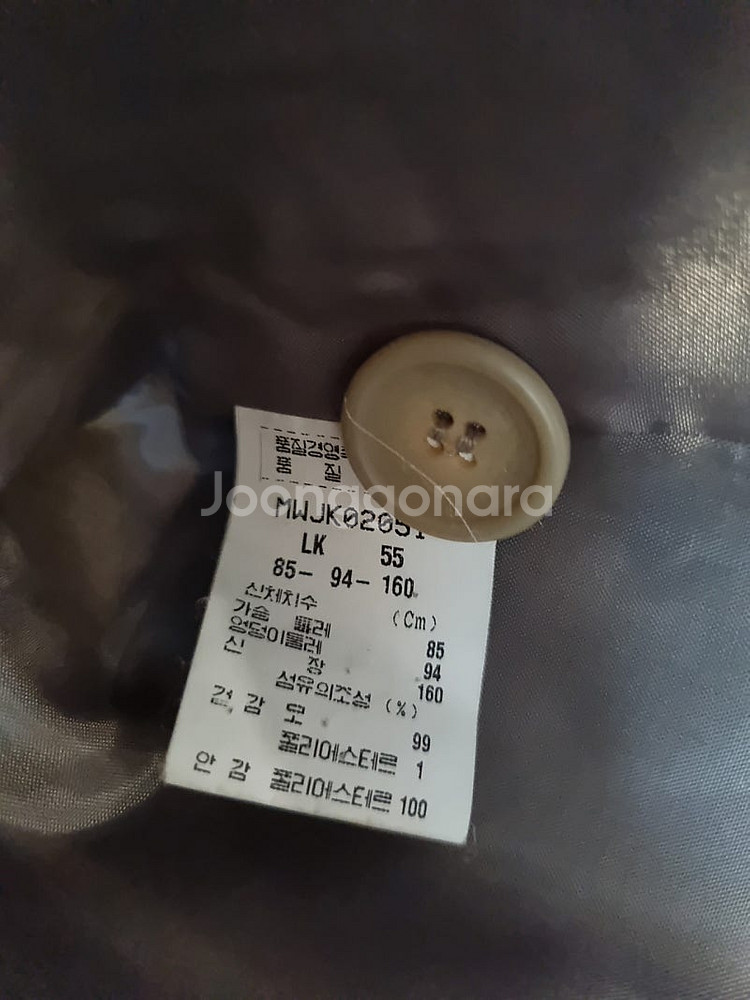 품질경영
품 질
Joonggonara
MWJK02051
LK 55
85- 94- 160
신체치수 (Cm)
가슴 둘레 85
엉덩이둘레 94
신 장 160
섬유의조성 (%)
겉 감 모 99
폴리에스테르 1
안 감 폴리에스테르 100